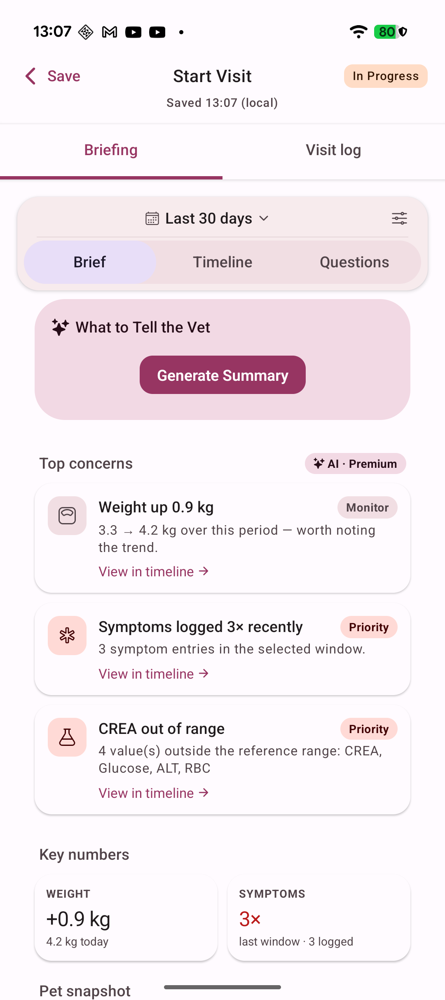 13:07
80
Save
Start Visit
In Progress
Saved 13:07 (local)
Briefing
Visit log
Last 30 days
Brief
Timeline
Questions
What to Tell the Vet
Generate Summary
Top concerns
AI · Premium
Weight up 0.9 kg
Monitor
3.3 → 4.2 kg over this period — worth noting
the trend.
View in timeline →
Symptoms logged 3× recently
Priority
3 symptom entries in the selected window.
View in timeline →
CREA out of range
Priority
4 value(s) outside the reference range: CREA,
Glucose, ALT, RBC
View in timeline →
Key numbers
WEIGHT
+0.9 kg
4.2 kg today
SYMPTOMS
3×
last window · 3 logged
Pet snapshot